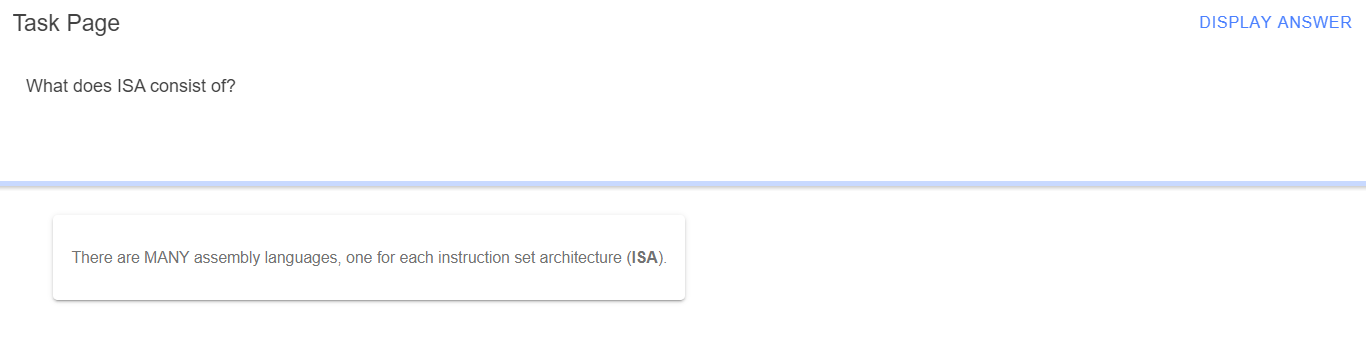 Task Page
DISPLAY ANSWER
What does ISA consist of?
There are MANY assembly languages, one for each instruction set architecture (ISA).